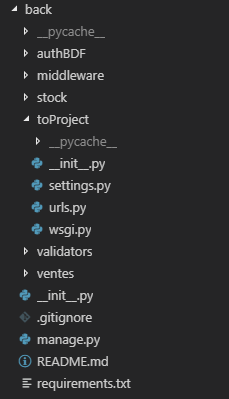 back
__pycache__
authBDF
middleware
stock
toProject
__pycache__
__init__.py
settings.py
urls.py
wsgi.py
validators
ventes
__init__.py
.gitignore
manage.py
README.md
requirements.txt